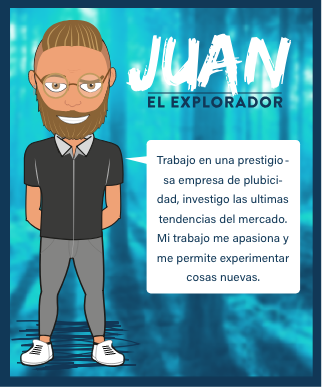 JUAN
EL EXPLORADOR
Trabajo en una prestigio-
sa empresa de plubici-
dad, investigo las ultimas
tendencias del mercado.
Mi trabajo me apasiona y
me permite experimentar
cosas nuevas.